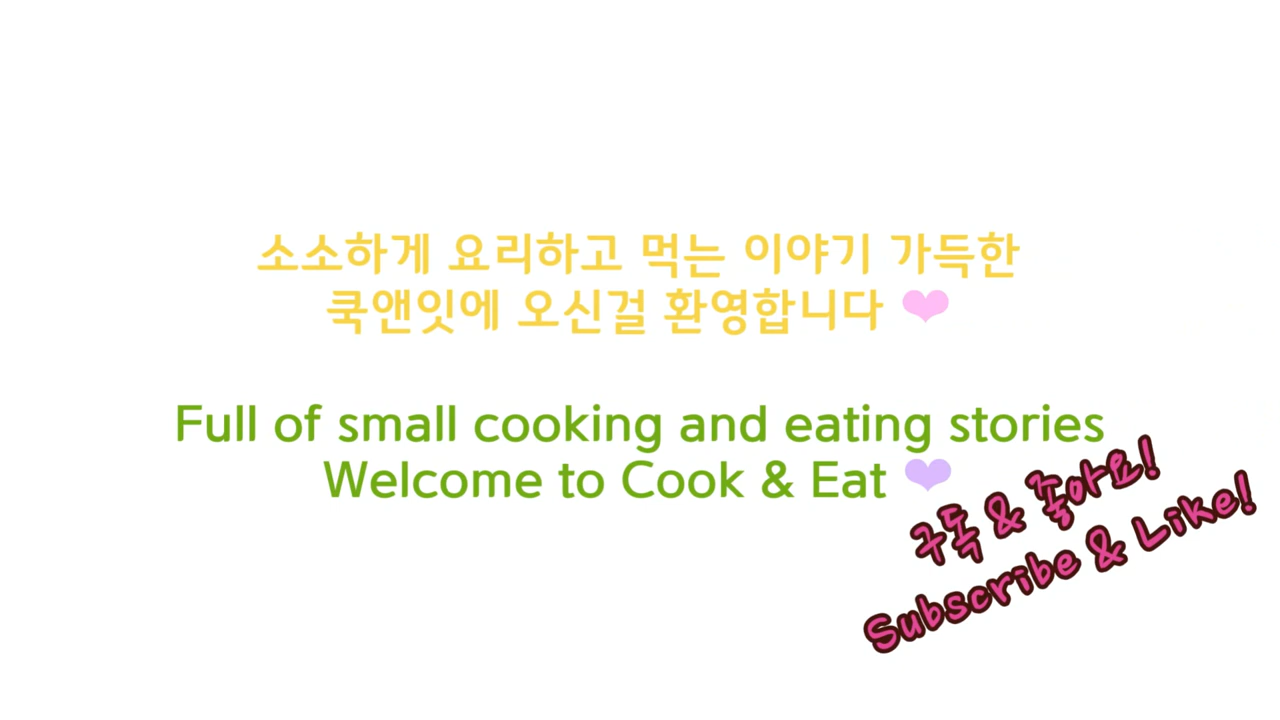 소소하게 요리하고 먹는 이야기 가득한
쿡앤잇에 오신걸 환영합니다 ❤
Full of small cooking and eating stories
Welcome to Cook & Eat ❤
구독 & 좋아요!
Subscribe & Like!